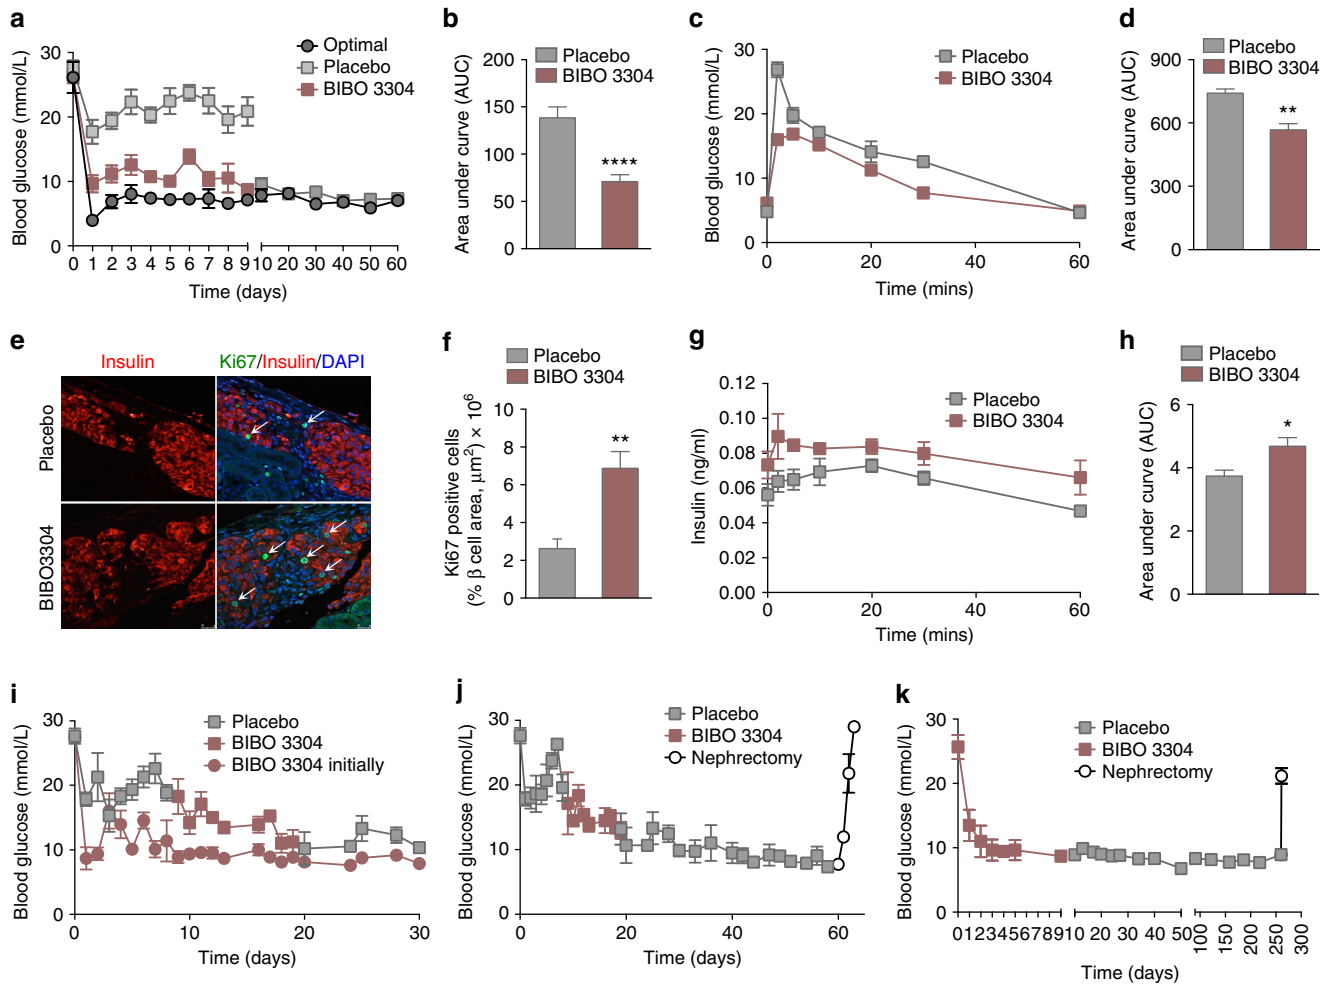 a
Blood glucose (mmol/L)
30
20
10
0
Optimal
Placebo
BIBO 3304
0 1 2 3 4 5 6 7 8 9 10 20 30 40 50 60
Time (days)
b
Placebo
BIBO 3304
Area under curve (AUC)
200
150
100
50
0
****
c
Blood glucose (mmol/L)
30
20
10
0
Placebo
BIBO 3304
0 20 40 60
Time (mins)
d
Placebo
BIBO 3304
Area under curve (AUC)
900
600
300
0
**
e
Insulin
Ki67/Insulin/DAPI
Placebo
BIBO3304
f
Placebo
BIBO 3304
Ki67 positive cells
(% β cell area, μm²) × 10⁶
10
8
6
4
2
0
**
g
Insulin (ng/ml)
0.12
0.10
0.08
0.06
0.04
0.02
0.00
Placebo
BIBO 3304
0 20 40 60
Time (mins)
h
Placebo
BIBO 3304
Area under curve (AUC)
6
4
2
0
*
i
Blood glucose (mmol/L)
30
20
10
0
Placebo
BIBO 3304
BIBO 3304 initially
0 10 20 30
Time (days)
j
Blood glucose (mmol/L)
30
20
10
0
Placebo
BIBO 3304
Nephrectomy
0 20 40 60
Time (days)
k
Blood glucose (mmol/L)
30
20
10
0
Placebo
BIBO 3304
Nephrectomy
0 1 2 3 4 5 6 7 8 9 10 20 30 40 50 100 150 200 250 300
Time (days)